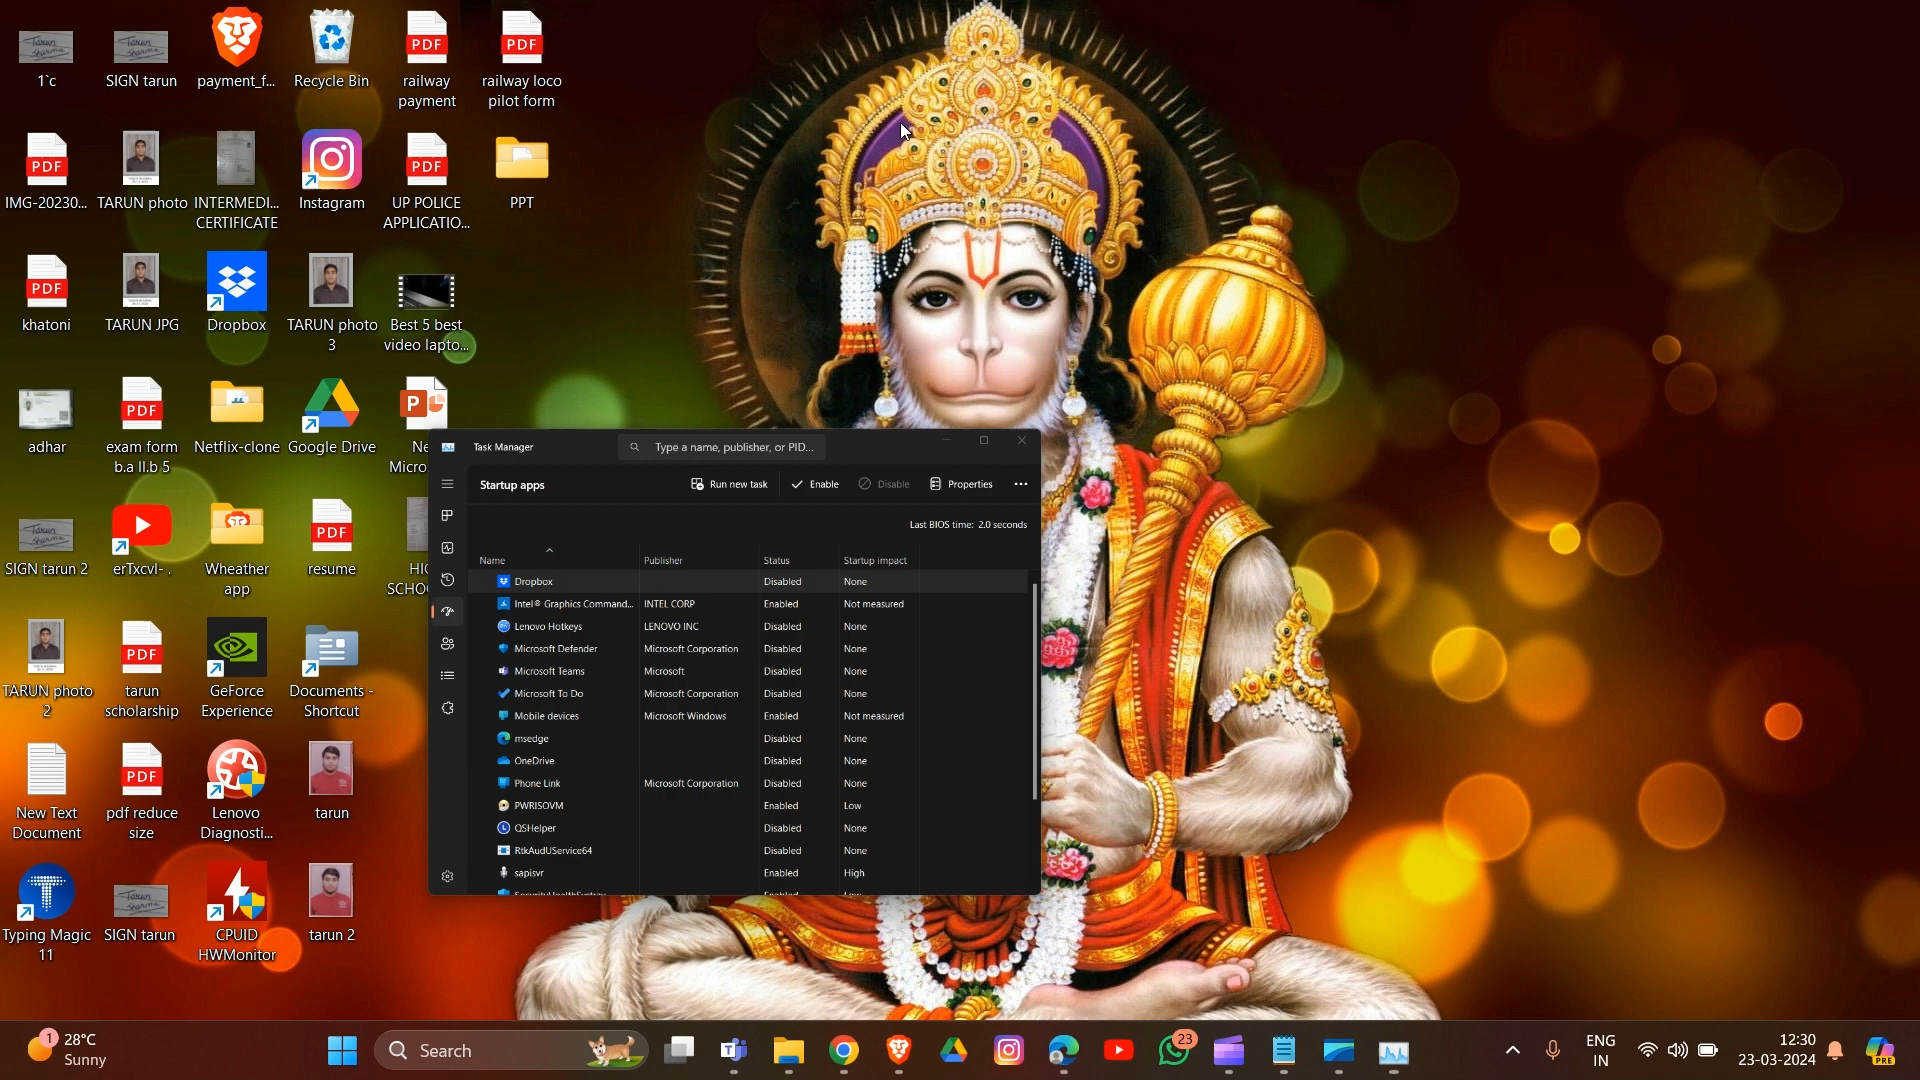 1`c
SIGN tarun
payment_f...
Recycle Bin
railway
payment
railway loco
pilot form
IMG-20230...
TARUN photo
INTERMEDI...
CERTIFICATE
Instagram
UP POLICE
APPLICATIO...
PPT
khatoni
TARUN JPG
Dropbox
TARUN photo
3
Best 5 best
video lapto...
adhar
exam form
b.a ll.b 5
Netflix-clone
Google Drive
Ne
Micro
SIGN tarun 2
erTxcvl- .
Wheather
app
resume
HIG
SCHO
TARUN photo
2
tarun
scholarship
GeForce
Experience
Documents -
Shortcut
New Text
Document
pdf reduce
size
Lenovo
Diagnosti...
tarun
Typing Magic
11
SIGN tarun
CPUID
HWMonitor
tarun 2
Task Manager
Type a name, publisher, or PID...
Startup apps
Run new task
Enable
Disable
Properties
Last BIOS time: 2.0 seconds
Name Publisher Status Startup impact
Dropbox Disabled None
Intel® Graphics Command... INTEL CORP Enabled Not measured
Lenovo Hotkeys LENOVO INC Disabled None
Microsoft Defender Microsoft Corporation Disabled None
Microsoft Teams Microsoft Disabled None
Microsoft To Do Microsoft Corporation Disabled None
Mobile devices Microsoft Windows Enabled Not measured
msedge Disabled None
OneDrive Disabled None
Phone Link Microsoft Corporation Disabled None
PWRISOVM Enabled Low
QSHelper Disabled None
RtkAudUService64 Disabled None
sapisvr Enabled High
1
28°C
Sunny
Search
23
ENG
IN
12:30
23-03-2024
PRE